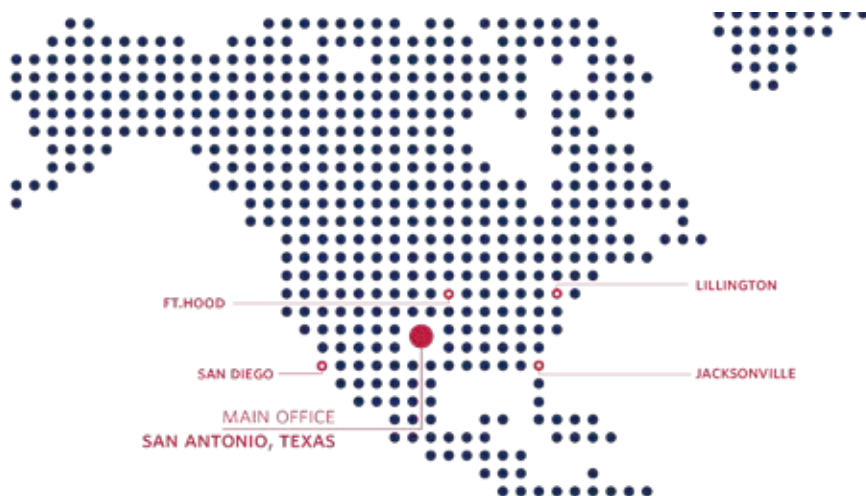 LILLINGTON
FT.HOOD
SAN DIEGO
JACKSONVILLE
MAIN OFFICE
SAN ANTONIO, TEXAS